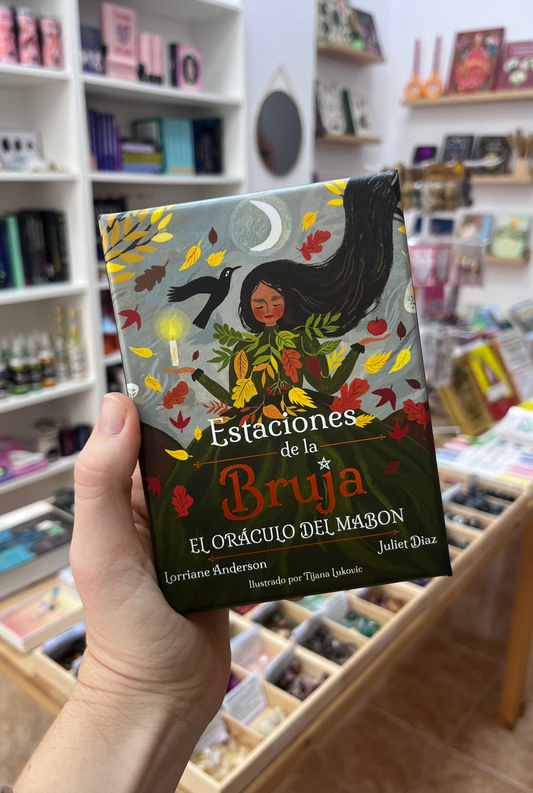 Estaciones
de la
Bruja
EL ORÁCULO DEL MABON
Lorriane Anderson
Juliet Diaz
Ilustrado por Tijana Lukovic